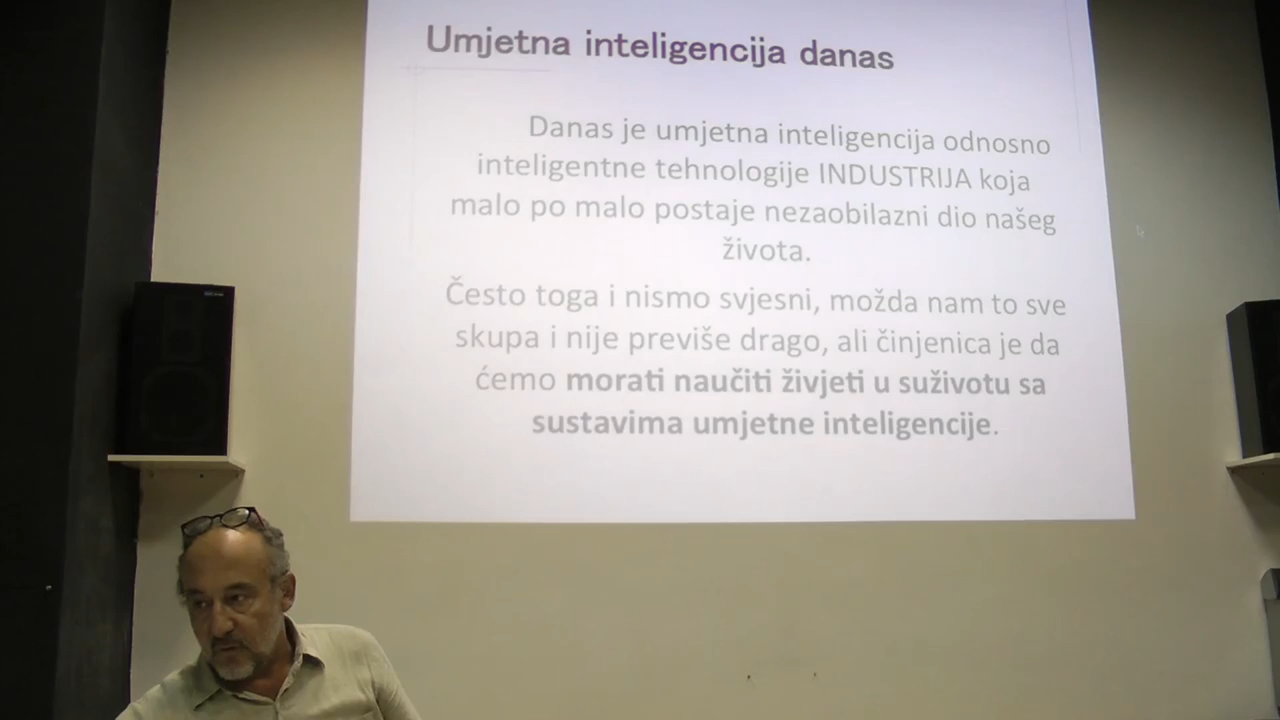 Umjetna inteligencija danas
Danas je umjetna inteligencija odnosno
inteligentne tehnologije INDUSTRIJA koja
malo po malo postaje nezaobilazni dio našeg
života.
Često toga i nismo svjesni, možda nam to sve
skupa i nije previše drago, ali činjenica je da
ćemo morati naučiti živjeti u suživotu sa
sustavima umjetne inteligencije.